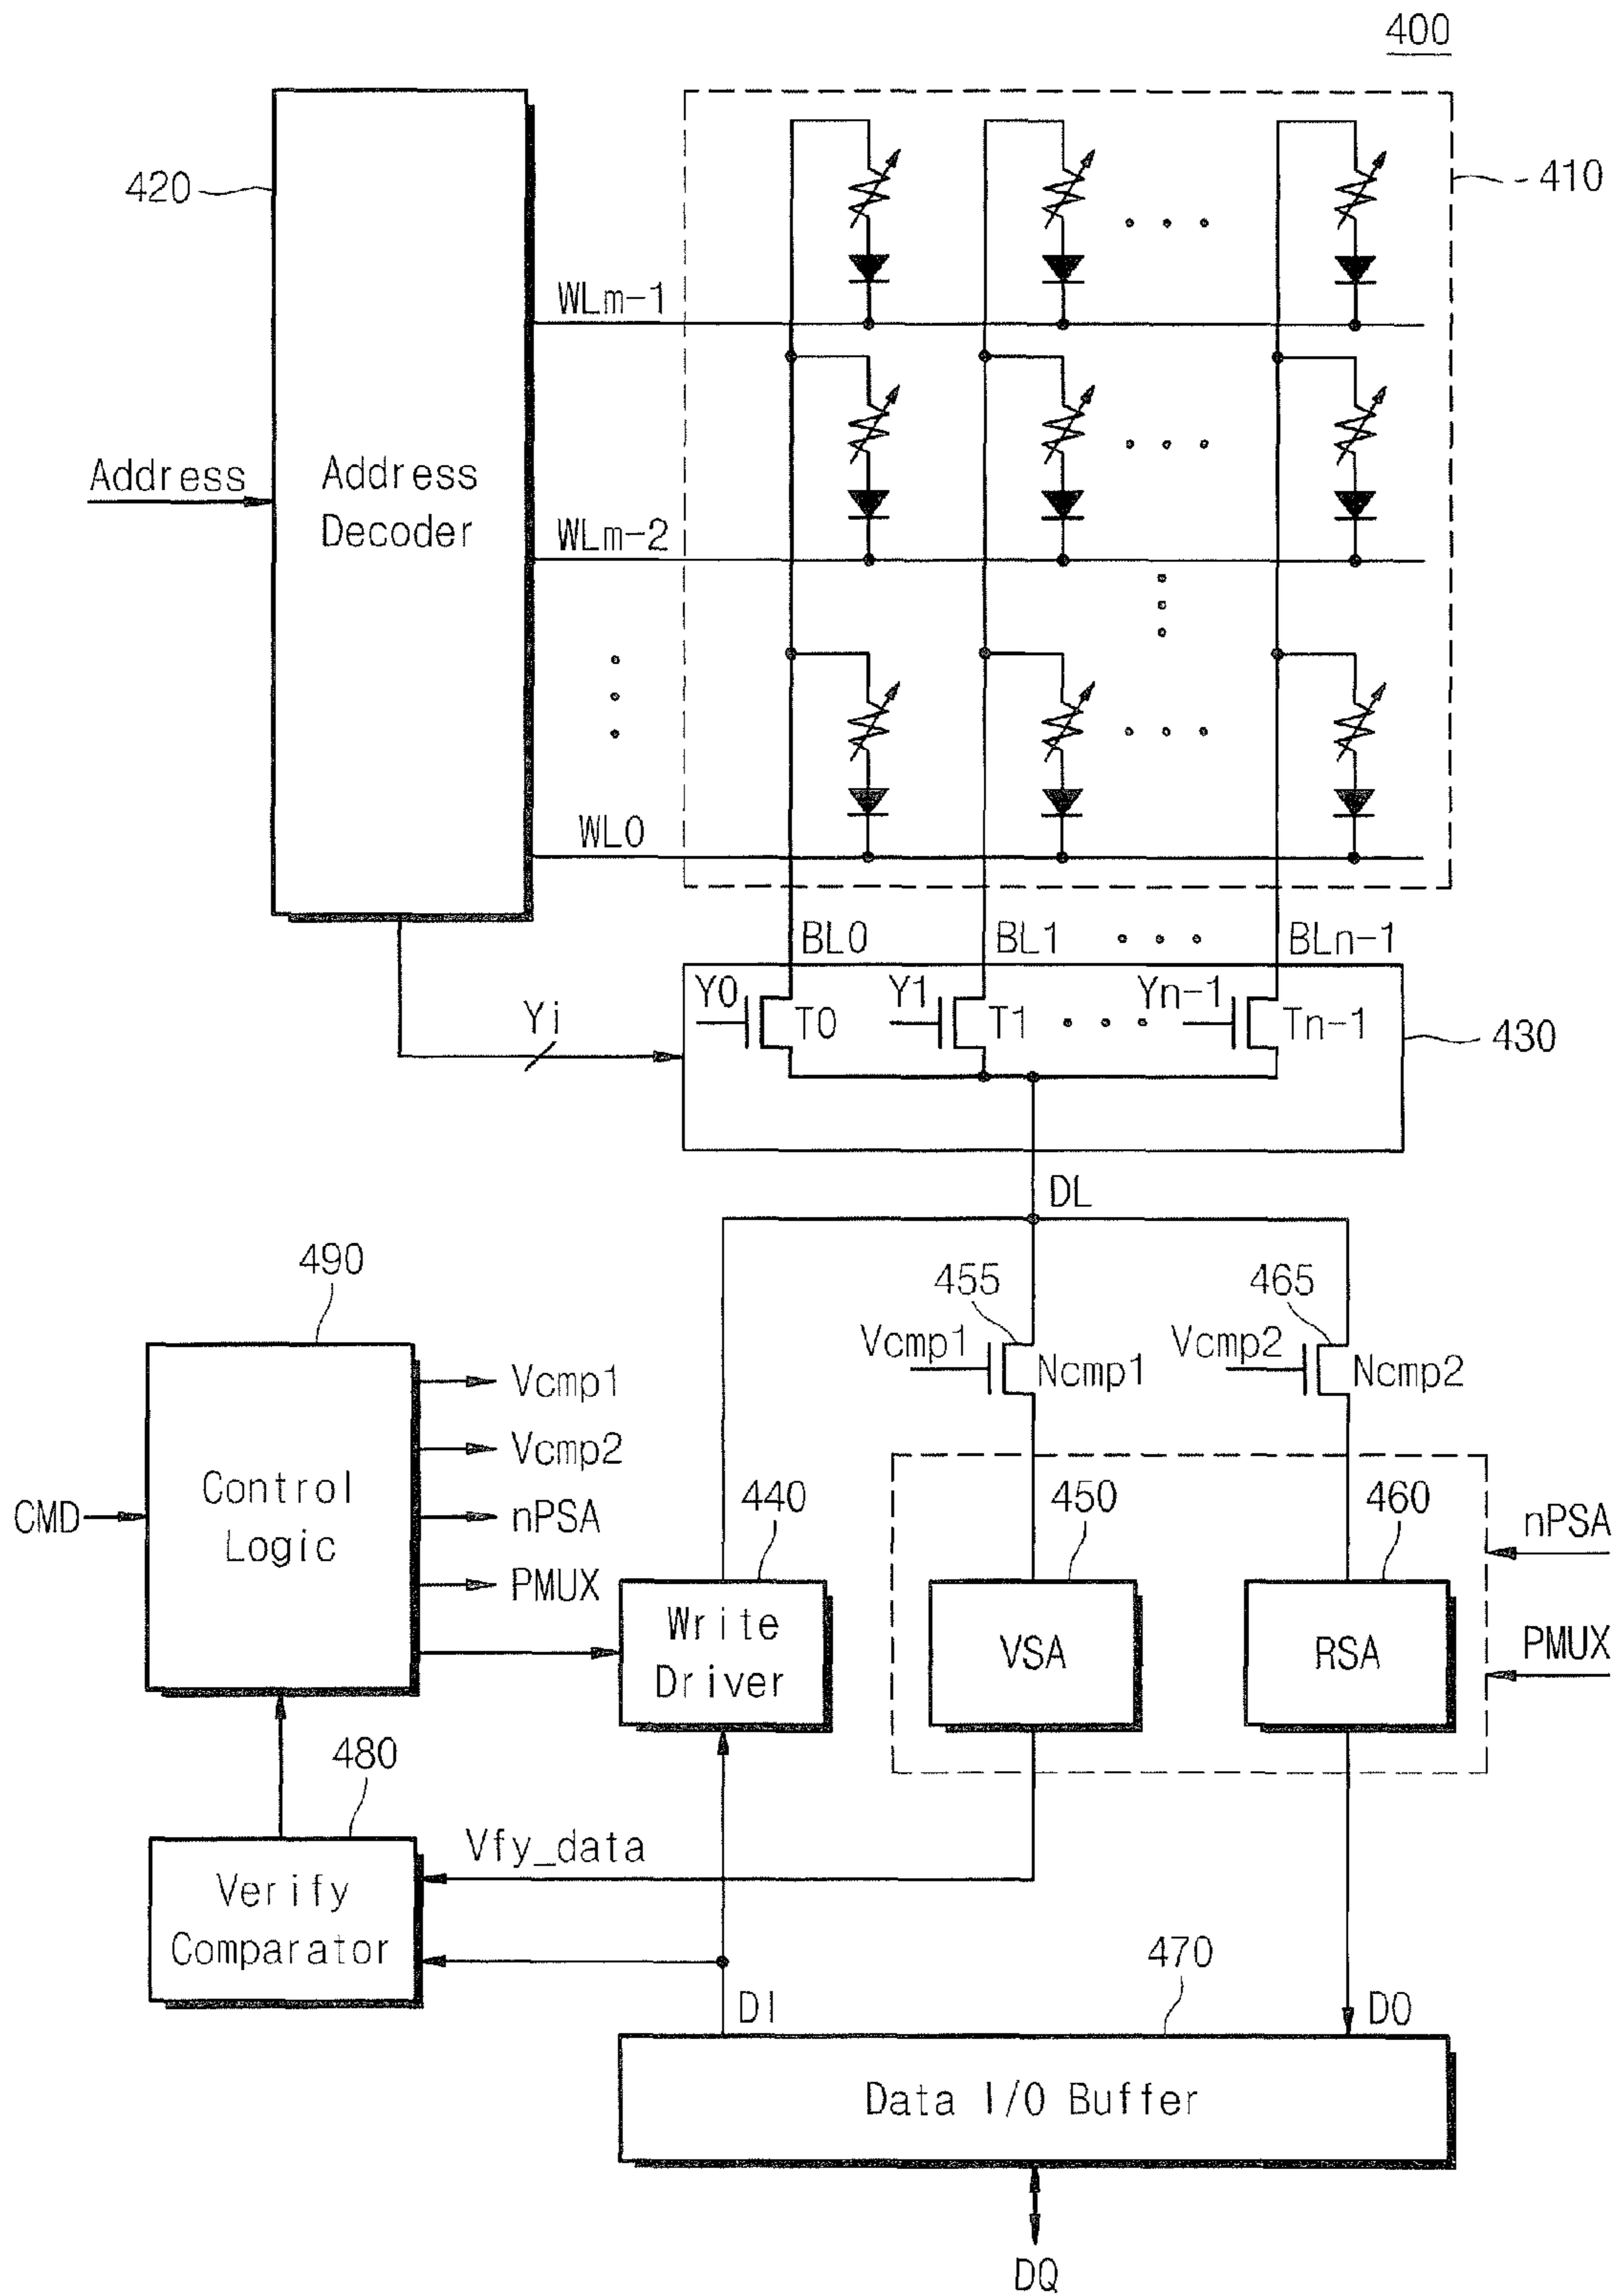 400
420
410
WLm-1
Address
Address
Decoder
WLm-2
WL0
BL0
BL1
BLn-1
Y0
T0
Y1
T1
Yn-1
Tn-1
Yi
430
DL
490
455
465
Vcmp1
Ncmp1
Vcmp2
Ncmp2
Vcmp1
Vcmp2
nPSA
PMUX
CMD
Control
Logic
440
450
460
nPSA
PMUX
Write
Driver
VSA
RSA
480
Vfy_data
Verify
Comparator
470
DI
DO
Data I/O Buffer
DQ